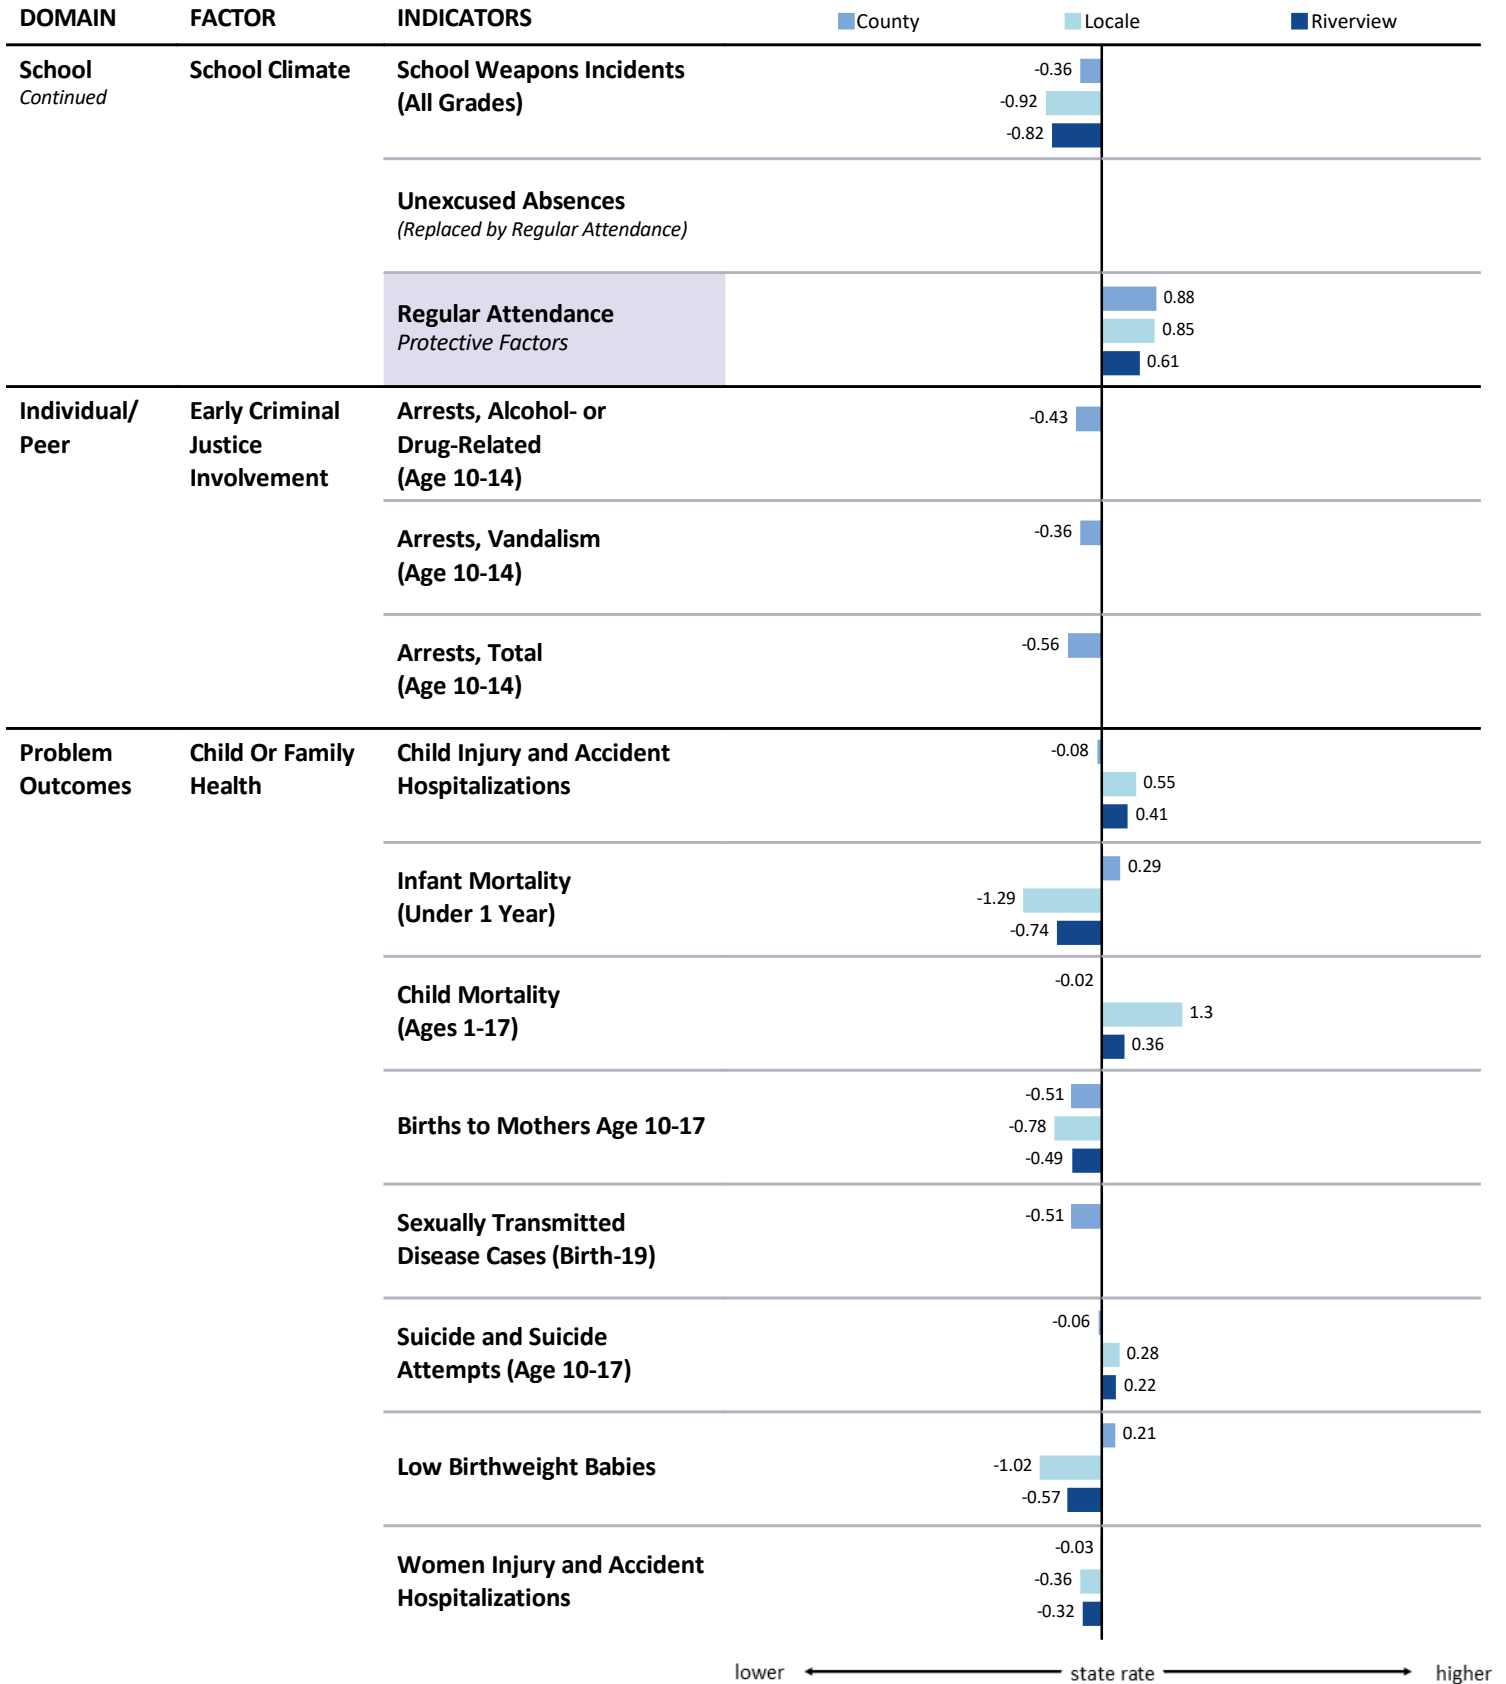 DOMAIN FACTOR INDICATORS County Locale Riverview
School School Climate School Weapons Incidents
Continued (All Grades)
-0.36
-0.92
-0.82
Unexcused Absences
(Replaced by Regular Attendance)
Regular Attendance
Protective Factors
0.88
0.85
0.61
Individual/ Early Criminal Arrests, Alcohol- or
Peer Justice Drug-Related
Involvement (Age 10-14)
-0.43
Arrests, Vandalism
(Age 10-14)
-0.36
Arrests, Total
(Age 10-14)
-0.56
Problem Child Or Family Child Injury and Accident
Outcomes Health Hospitalizations
-0.08
0.55
0.41
Infant Mortality
(Under 1 Year)
0.29
-1.29
-0.74
Child Mortality
(Ages 1-17)
-0.02
1.3
0.36
Births to Mothers Age 10-17
-0.51
-0.78
-0.49
Sexually Transmitted
Disease Cases (Birth-19)
-0.51
Suicide and Suicide
Attempts (Age 10-17)
-0.06
0.28
0.22
Low Birthweight Babies
0.21
-1.02
-0.57
Women Injury and Accident
Hospitalizations
-0.03
-0.36
-0.32
lower state rate higher